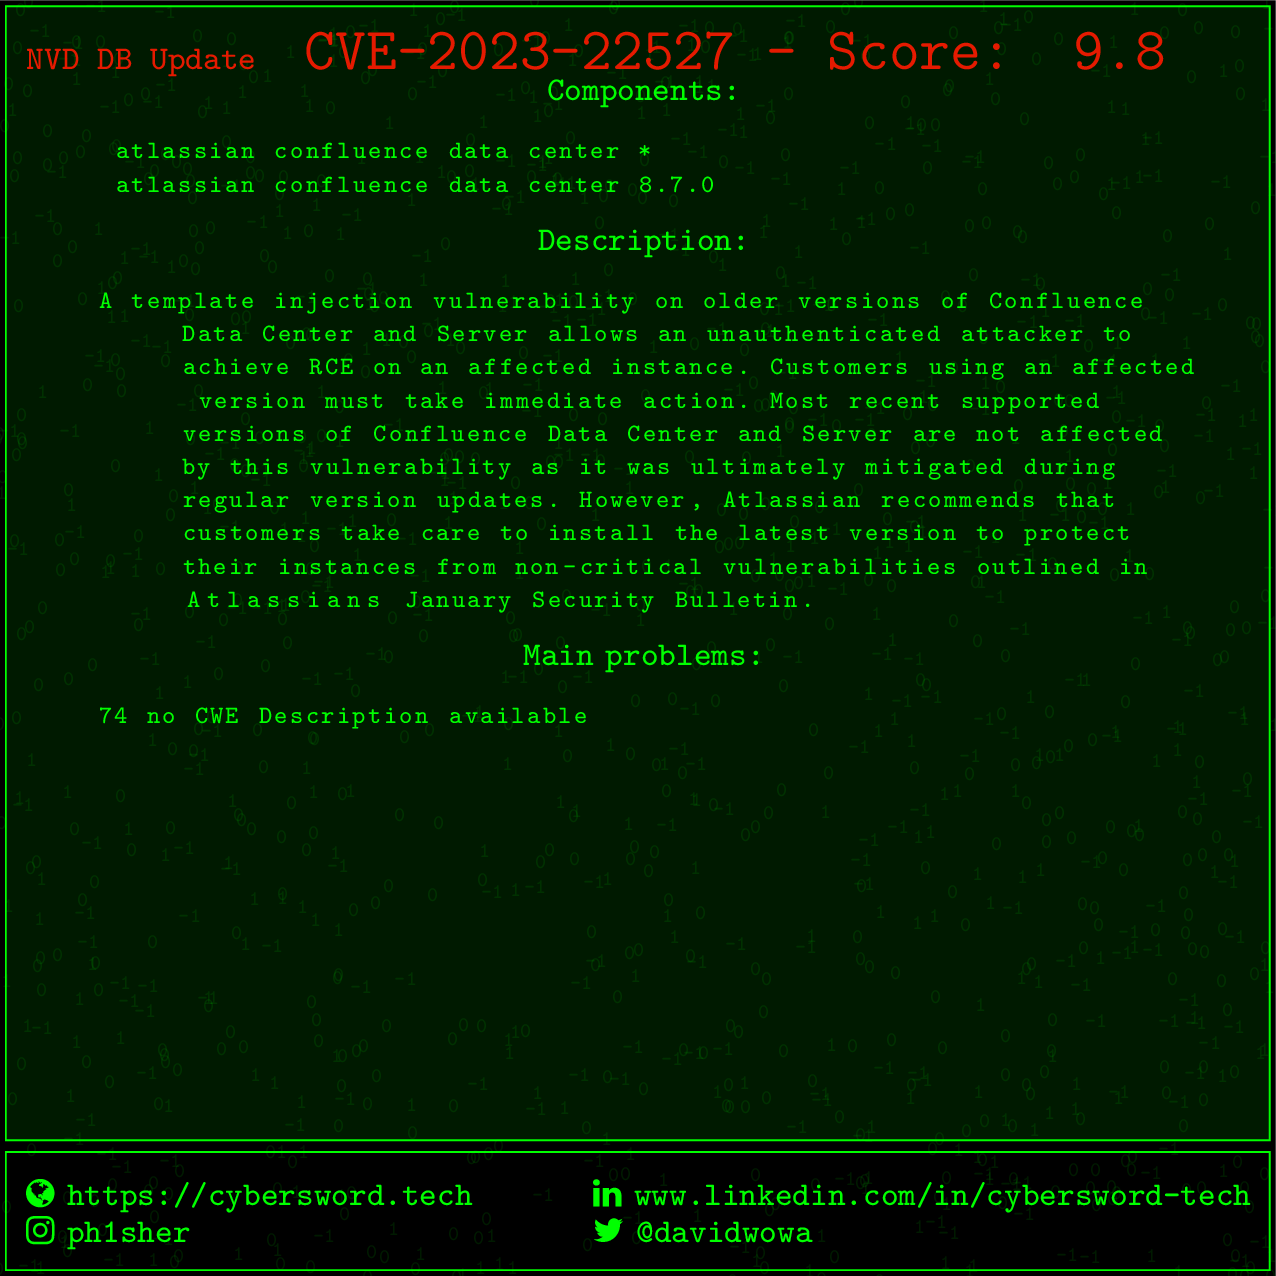 NVD DB Update CVE-2023-22527 - Score: 9.8
Components:
atlassian confluence data center *
atlassian confluence data center 8.7.0
Description:
A template injection vulnerability on older versions of Confluence
Data Center and Server allows an unauthenticated attacker to
achieve RCE on an affected instance. Customers using an affected
version must take immediate action. Most recent supported
versions of Confluence Data Center and Server are not affected
by this vulnerability as it was ultimately mitigated during
regular version updates. However, Atlassian recommends that
customers take care to install the latest version to protect
their instances from non-critical vulnerabilities outlined in
Atlassians January Security Bulletin.
Main problems:
74 no CWE Description available
https://cybersword.tech
www.linkedin.com/in/cybersword-tech
ph1sher
@davidwowa